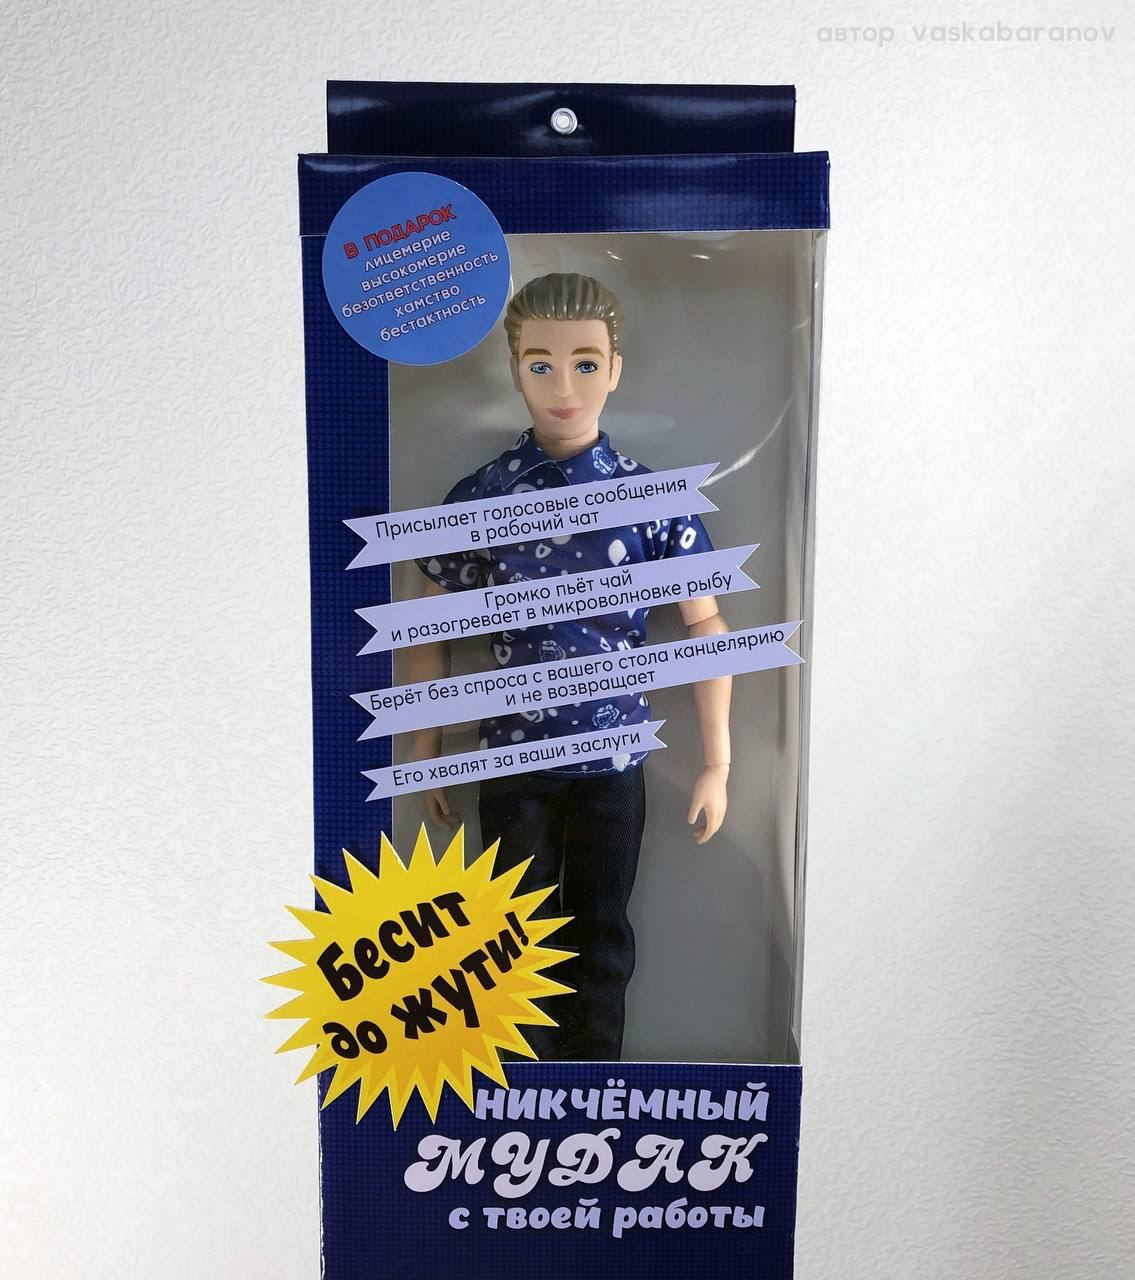 автор vaskabaranov
В ПОДАРОК
лицемерие
высокомерие
безответственность
хамство
бестактность
Присылает голосовые сообщения
в рабочий чат
Громко пьёт чай
и разогревает в микроволновке рыбу
Берёт без спроса с вашего стола канцелярию
и не возвращает
Его хвалят за ваши заслуги
Бесит
до жути!
НИКЧЁМНЫЙ
МУДАК
с твоей работы